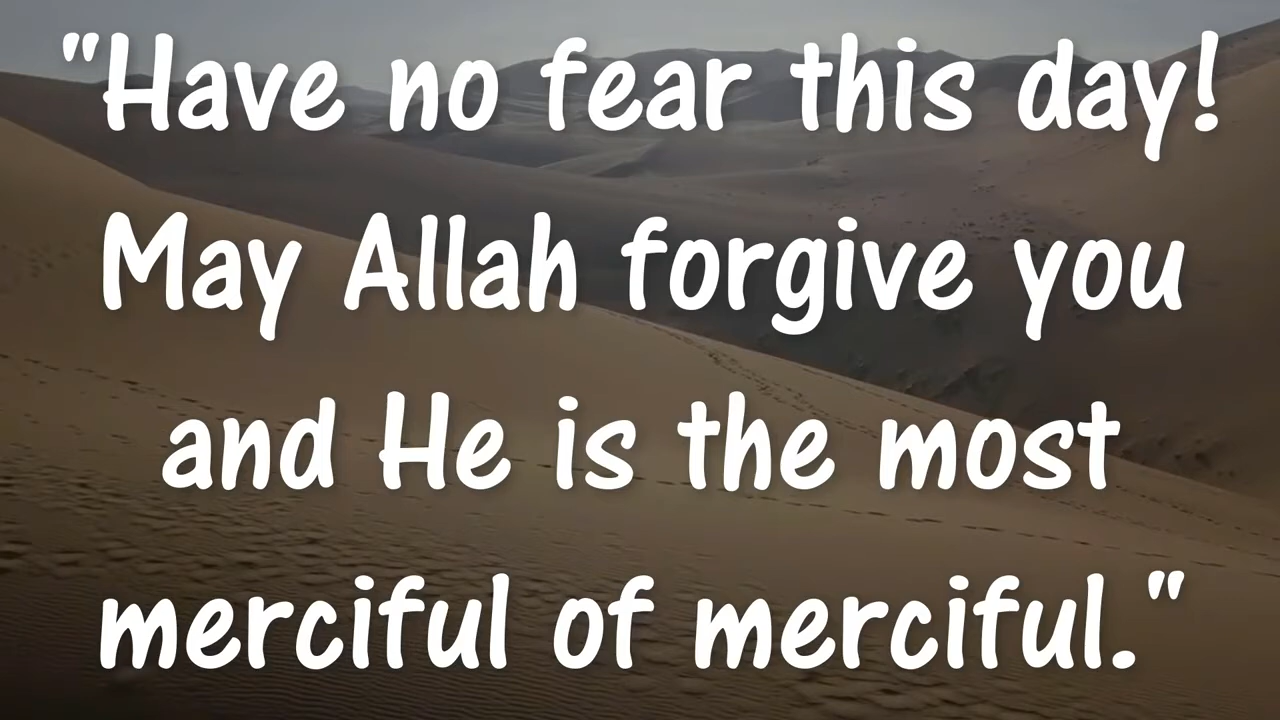 "Have no fear this day!
May Allah forgive you
and He is the most
merciful of merciful."